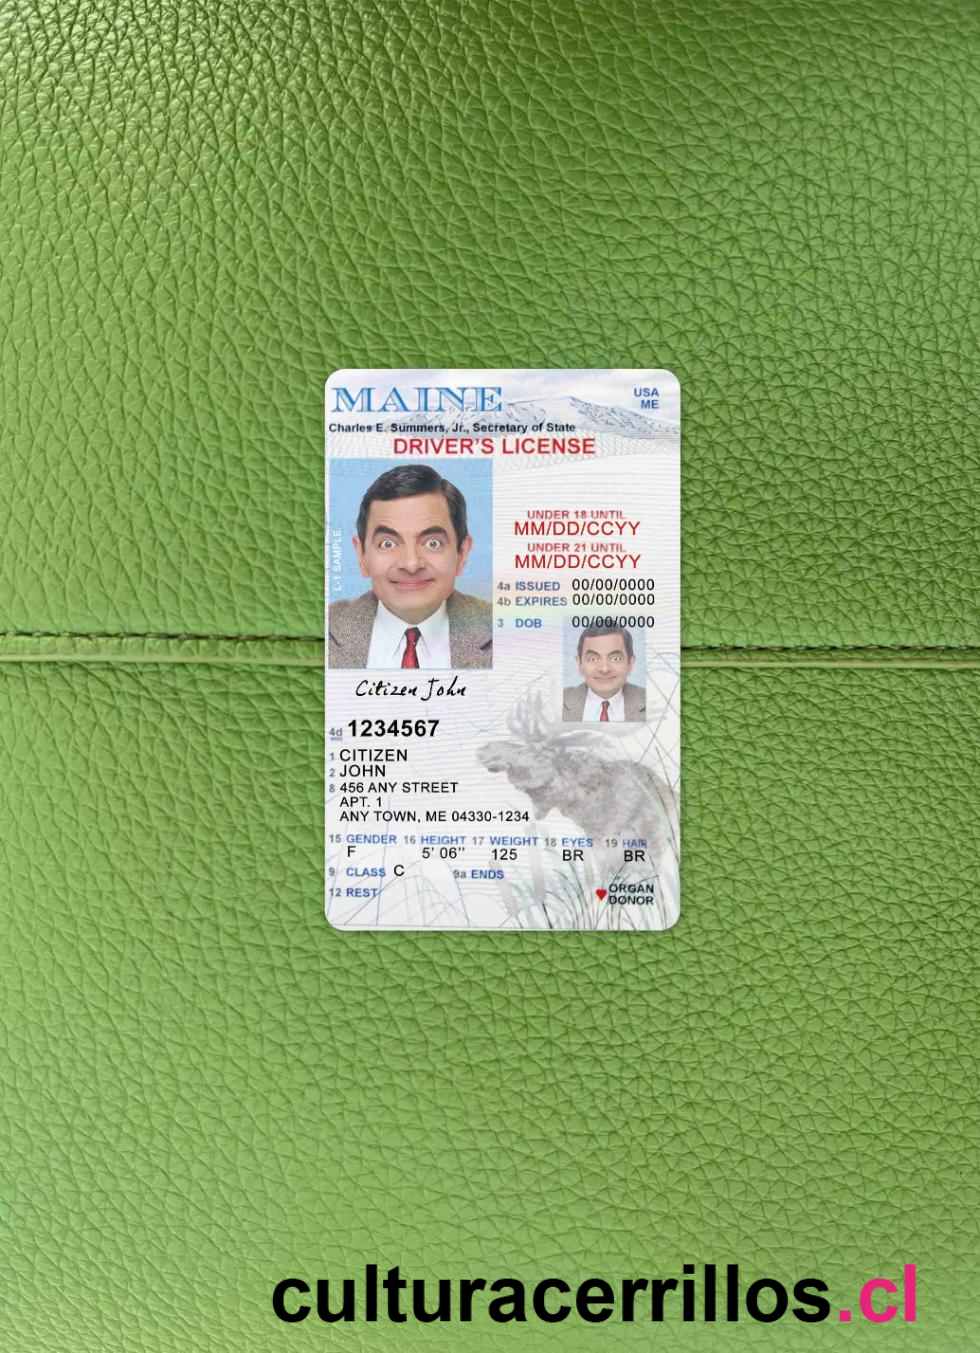 MAINE
USA
ME
Charles E. Summers, Jr., Secretary of State
DRIVER'S LICENSE
UNDER 18 UNTIL
MM/DD/CCYY
UNDER 21 UNTIL
MM/DD/CCYY
L-1 SAMPLE
4a ISSUED 00/00/0000
4b EXPIRES 00/00/0000
3 DOB 00/00/0000
Citizen John
4d 1234567
1 CITIZEN
2 JOHN
8 456 ANY STREET
APT. 1
ANY TOWN, ME 04330-1234
15 GENDER 16 HEIGHT 17 WEIGHT 18 EYES 19 HAIR
F 5' 06" 125 BR BR
9 CLASS C 9a ENDS
12 REST
ORGAN
DONOR
culturacerrillos.cl